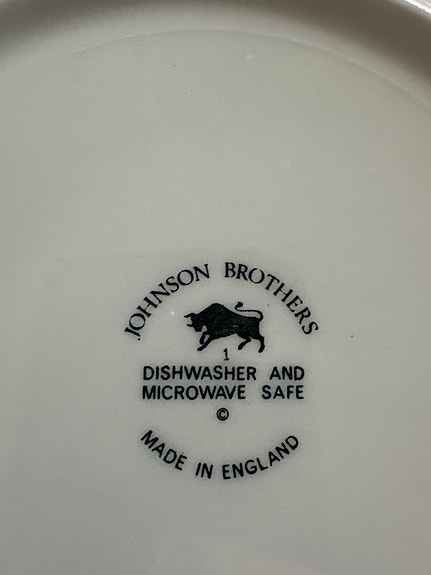 JOHNSON BROTHERS
1
DISHWASHER AND
MICROWAVE SAFE
©
MADE IN ENGLAND